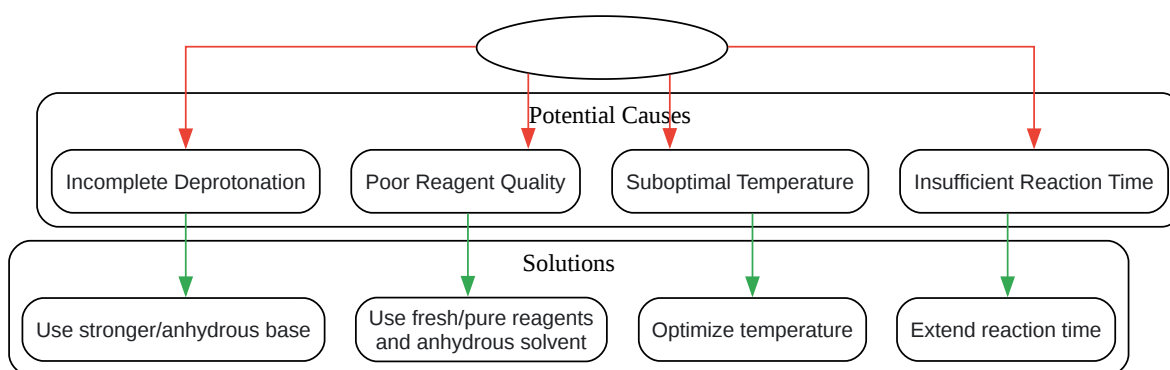 Potential Causes
Incomplete Deprotonation
Poor Reagent Quality
Suboptimal Temperature
Insufficient Reaction Time
Solutions
Use stronger/anhydrous base
Use fresh/pure reagents
and anhydrous solvent
Optimize temperature
Extend reaction time